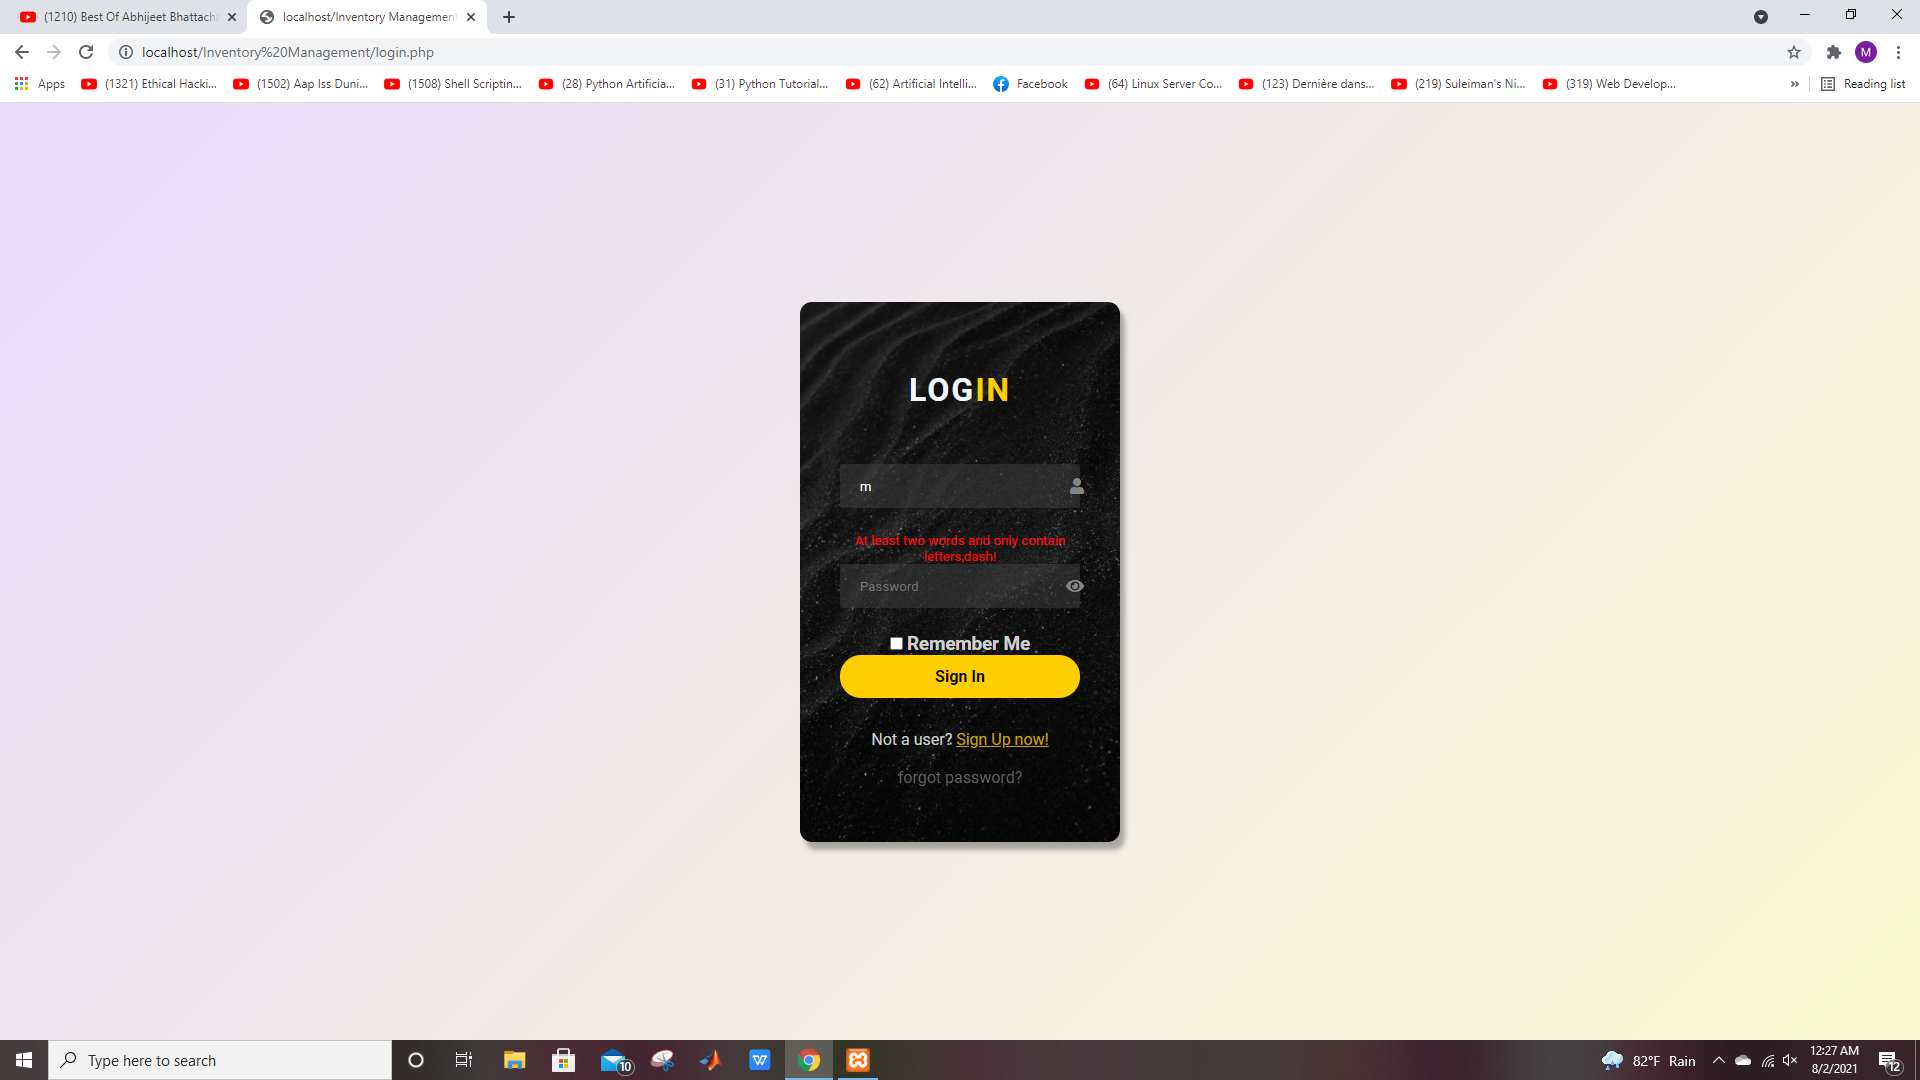 (1210) Best Of Abhijeet Bhattacha
localhost/Inventory Management
localhost/Inventory%20Management/login.php
M
Apps
(1321) Ethical Hacki...
(1502) Aap Iss Duni...
(1508) Shell Scriptin...
(28) Python Artificia...
(31) Python Tutorial...
(62) Artificial Intelli...
Facebook
(64) Linux Server Co...
(123) Dernière dans...
(219) Suleiman's Ni...
(319) Web Develop...
»
Reading list
LOGIN
m
At least two words and only contain
letters,dash!
Password
Remember Me
Sign In
Not a user? Sign Up now!
forgot password?
Type here to search
10
82°F Rain
12:27 AM
8/2/2021
12